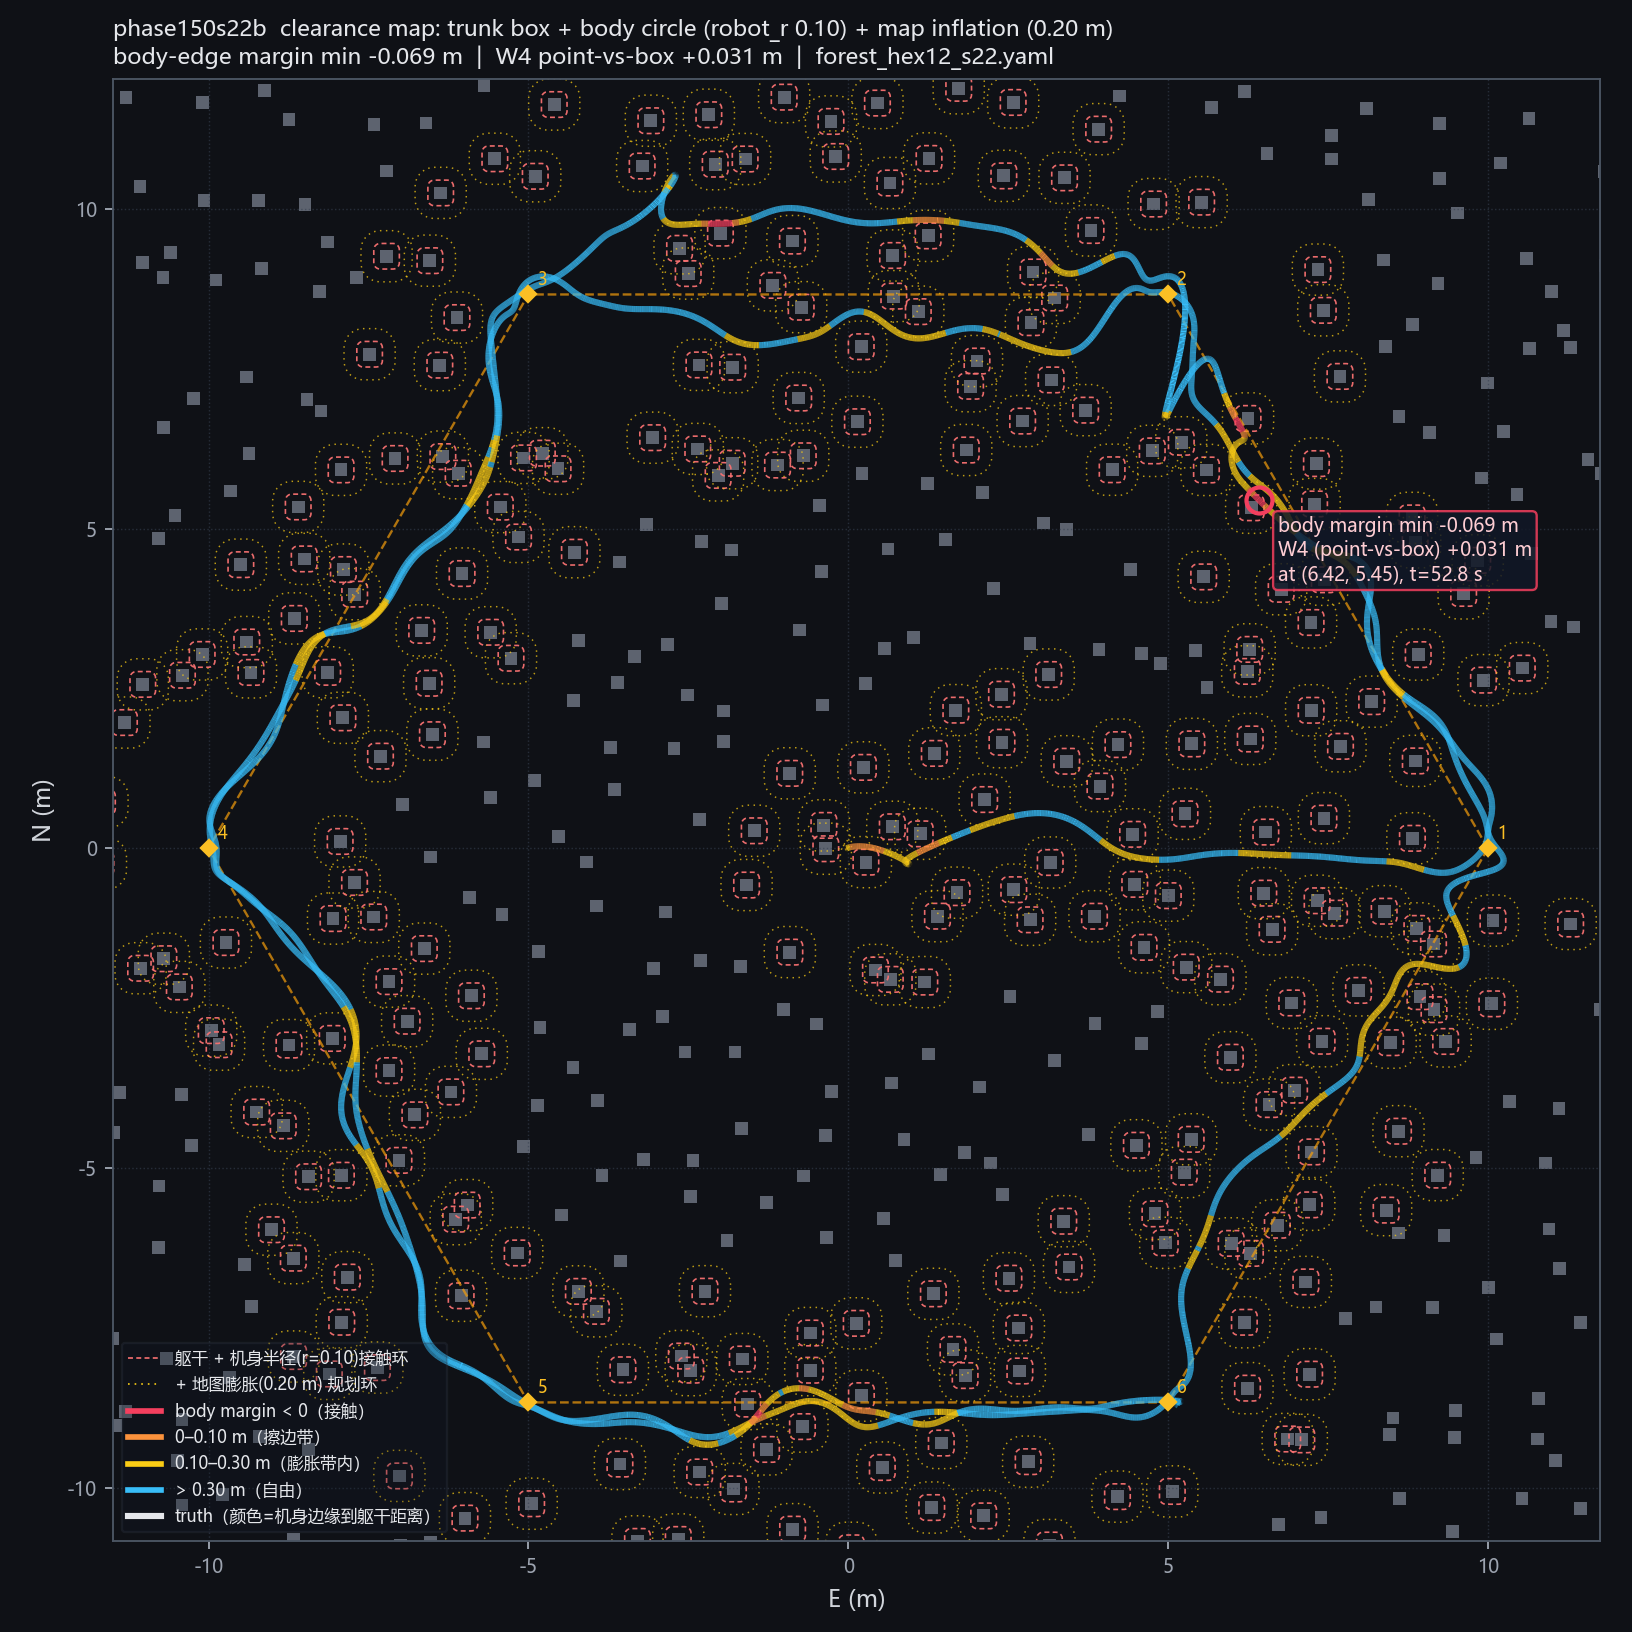 phase150s22b clearance map: trunk box + body circle (robot_r 0.10) + map inflation (0.20 m)
body-edge margin min -0.069 m | W4 point-vs-box +0.031 m | forest_hex12_s22.yaml
N (m)
10
5
0
-5
-10
3
2
body margin min -0.069 m
W4 (point-vs-box) +0.031 m
at (6.42, 5.45), t=52.8 s
4
1
5
6
躯干 + 机身半径(r=0.10)接触环
+ 地图膨胀(0.20 m) 规划环
body margin < 0（接触）
0–0.10 m（擦边带）
0.10–0.30 m（膨胀带内）
> 0.30 m（自由）
truth（颜色=机身边缘到躯干距离）
-10
-5
0
5
10
E (m)